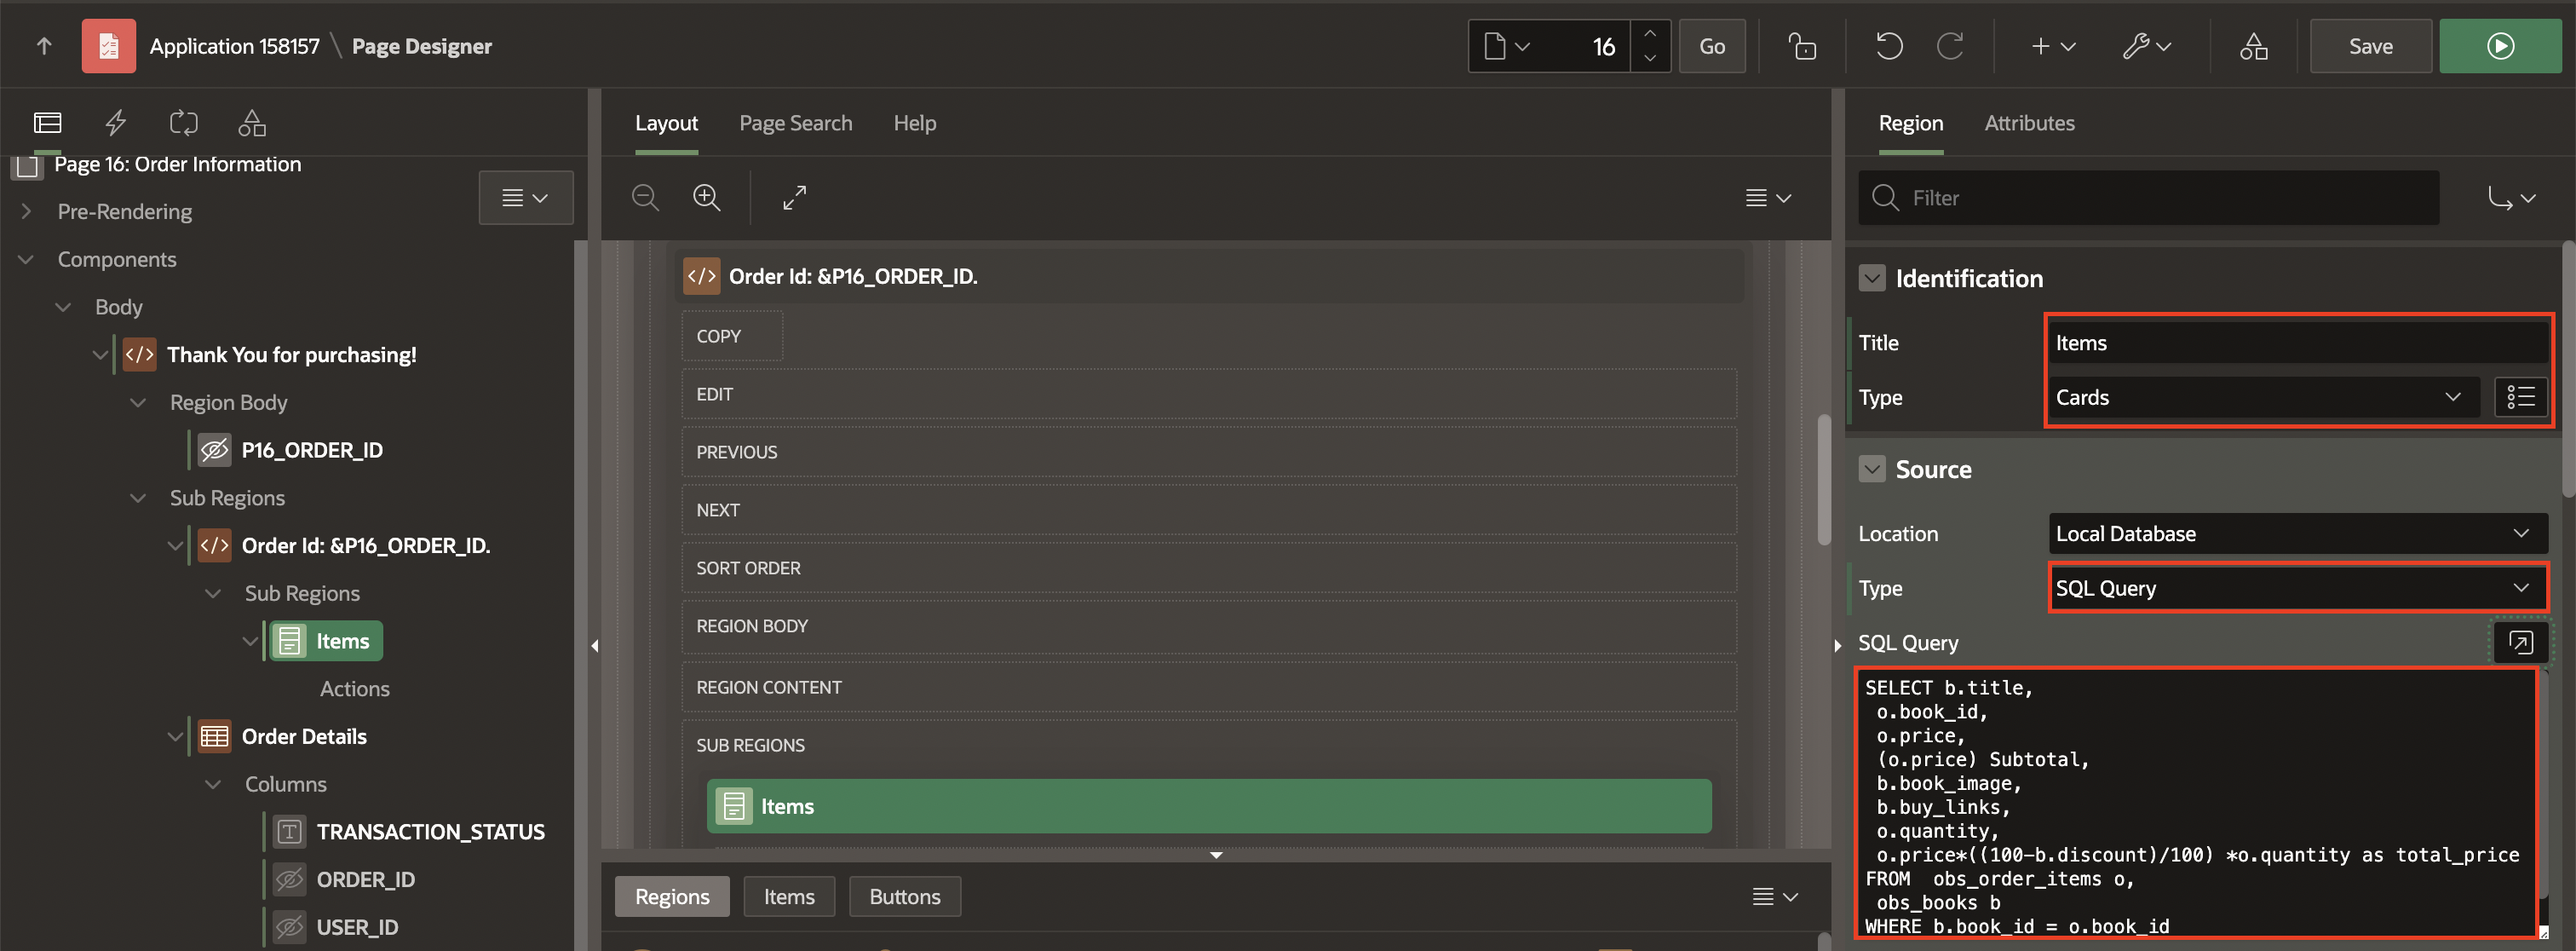 Application 158157 \ Page Designer
16
Go
Save
Page 16: Order Information
Pre-Rendering
Components
Body
Thank You for purchasing!
Region Body
P16_ORDER_ID
Sub Regions
Order Id: &P16_ORDER_ID.
Sub Regions
Items
Actions
Order Details
Columns
TRANSACTION_STATUS
ORDER_ID
USER_ID
Layout Page Search Help
Order Id: &P16_ORDER_ID.
COPY
EDIT
PREVIOUS
NEXT
SORT ORDER
REGION BODY
REGION CONTENT
SUB REGIONS
Items
Regions Items Buttons
Region Attributes
Filter
Identification
Title Items
Type Cards
Source
Location Local Database
Type SQL Query
SQL Query
SELECT b.title,
o.book_id,
o.price,
(o.price) Subtotal,
b.book_image,
b.buy_links,
o.quantity,
o.price*((100-b.discount)/100) *o.quantity as total_price
FROM  obs_order_items o,
obs_books b
WHERE b.book_id = o.book_id